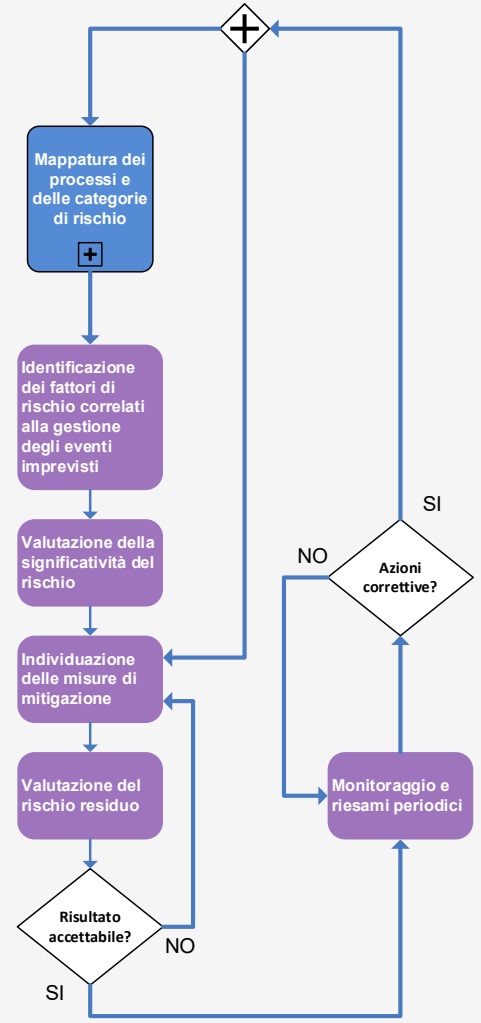 Mappatura dei
processi e
delle categorie
di rischio
Identificazione
dei fattori di
rischio correlati
alla gestione
degli eventi
imprevisti
Valutazione della
significatività del
rischio
Individuazione
delle misure di
mitigazione
Valutazione del
rischio residuo
Risultato
accettabile?
NO
SI
SI
NO
Azioni
correttive?
Monitoraggio e
riesami periodici